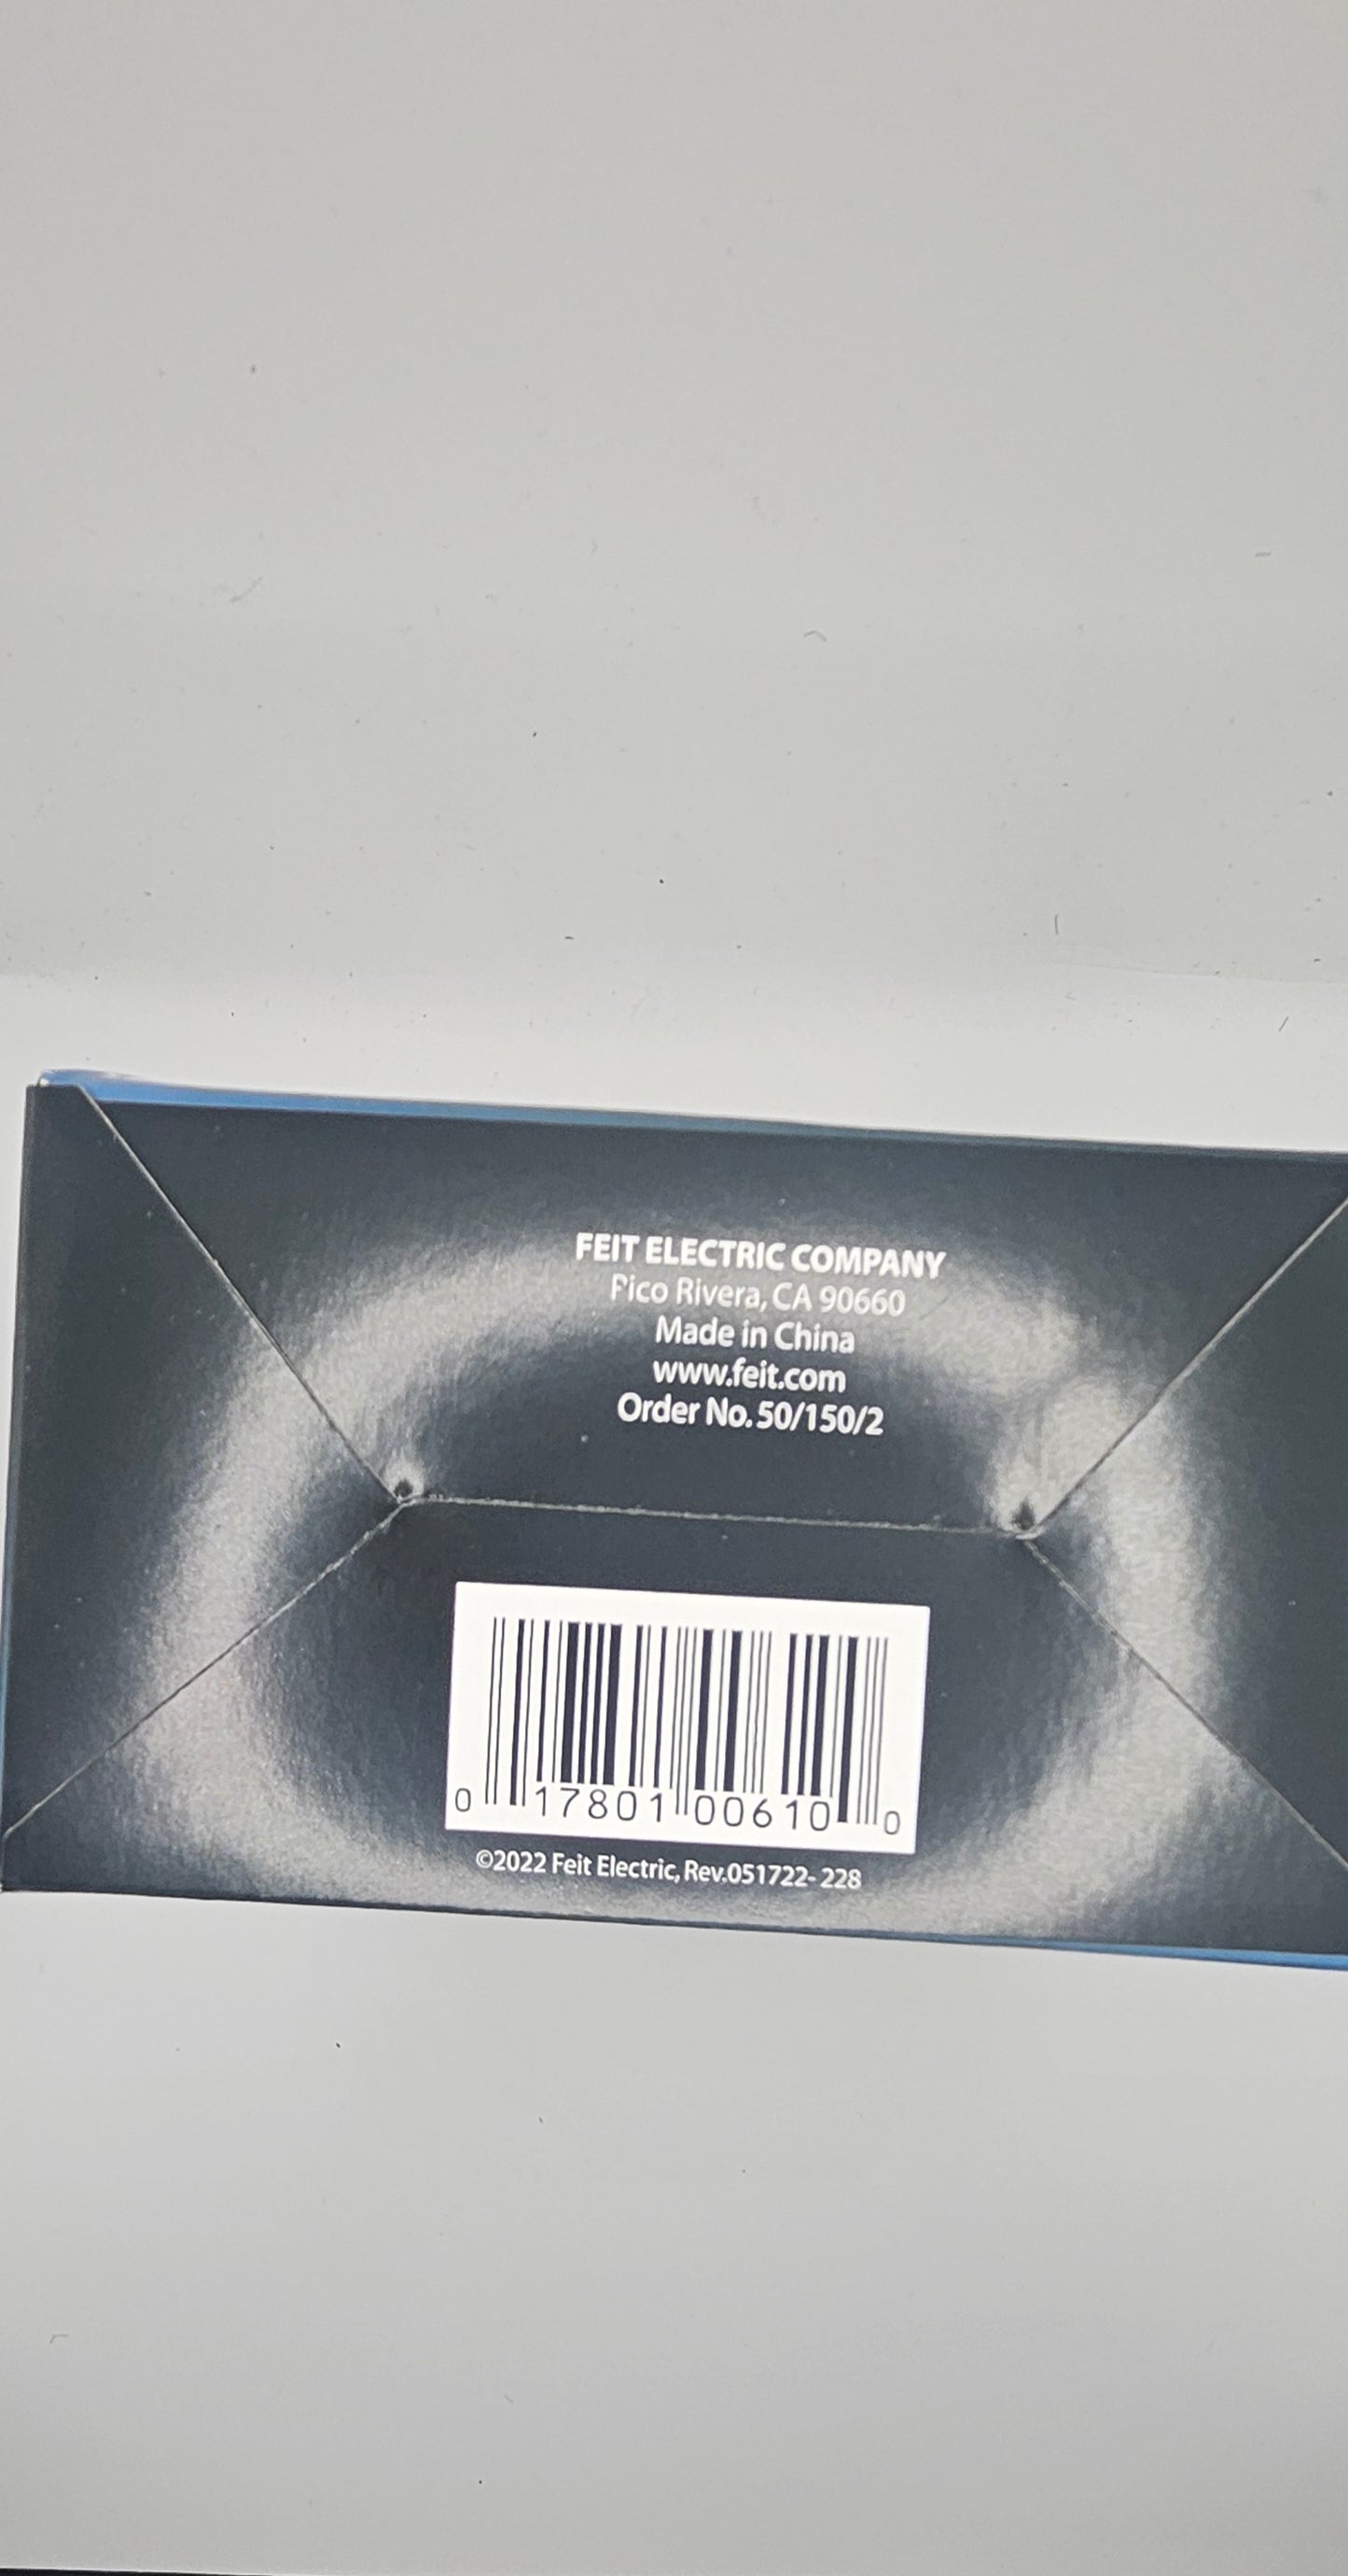 FEIT ELECTRIC COMPANY
Pico Rivera, CA 90660
Made in China
www.feit.com
Order No. 50/150/2
0 17801 00610 0
©2022 Feit Electric, Rev.051722- 228